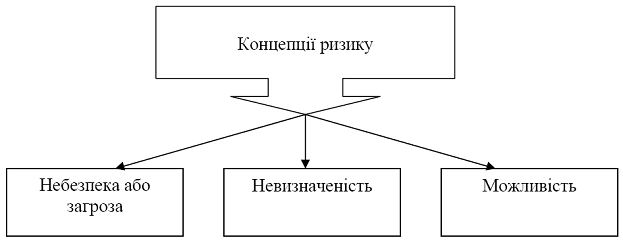 Концепції ризику
Небезпека або
загроза
Невизначеність
Можливість